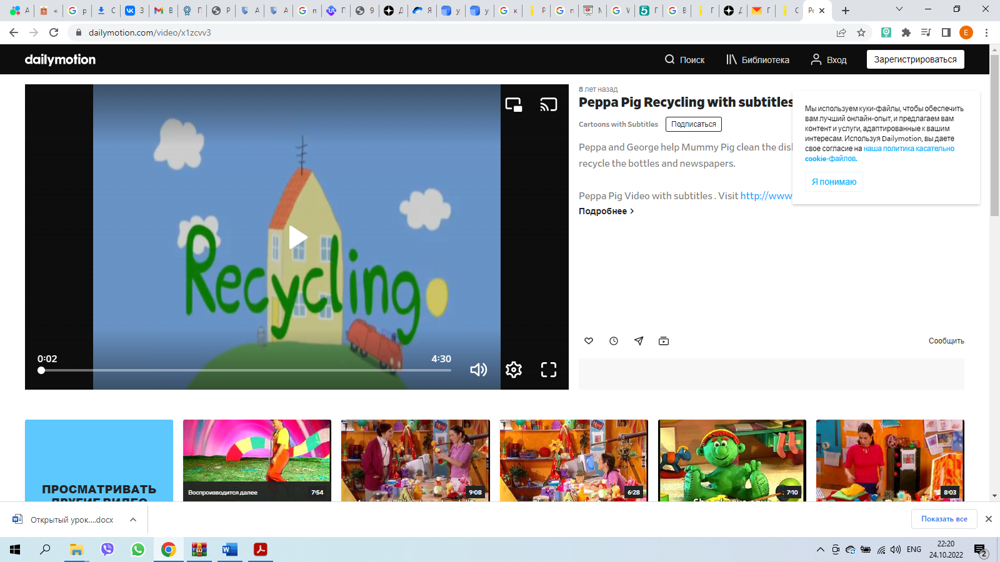 dailymotion.com/video/x1zcvv3
dailymotion
Поиск
Библиотека
Вход
Зарегистрироваться
8 лет назад
Peppa Pig Recycling with subtitles
Cartoons with Subtitles
Подписаться
Peppa and George help Mummy Pig clean the
recycle the bottles and newspapers.
Peppa Pig Video with subtitles . Visit http://www
Подробнее >
Мы используем куки-файлы, чтобы обеспечить
вам лучший онлайн-опыт, и предлагаем вам
контент и услуги, адаптированные к вашим
интересам. Используя Dailymotion, вы даете
свое согласие на наша политика касательно
cookie-файлов.
Я понимаю
Recycling
0:02
4:30
Сообщить
ПРОСМАТРИВАТЬ
ДРУГИЕ ВИДЕО
Воспроизводится далее
7:54
9:08
6:28
7:10
8:03
Открытый урок....docx
Показать все
ENG
22:20
24.10.2022
2